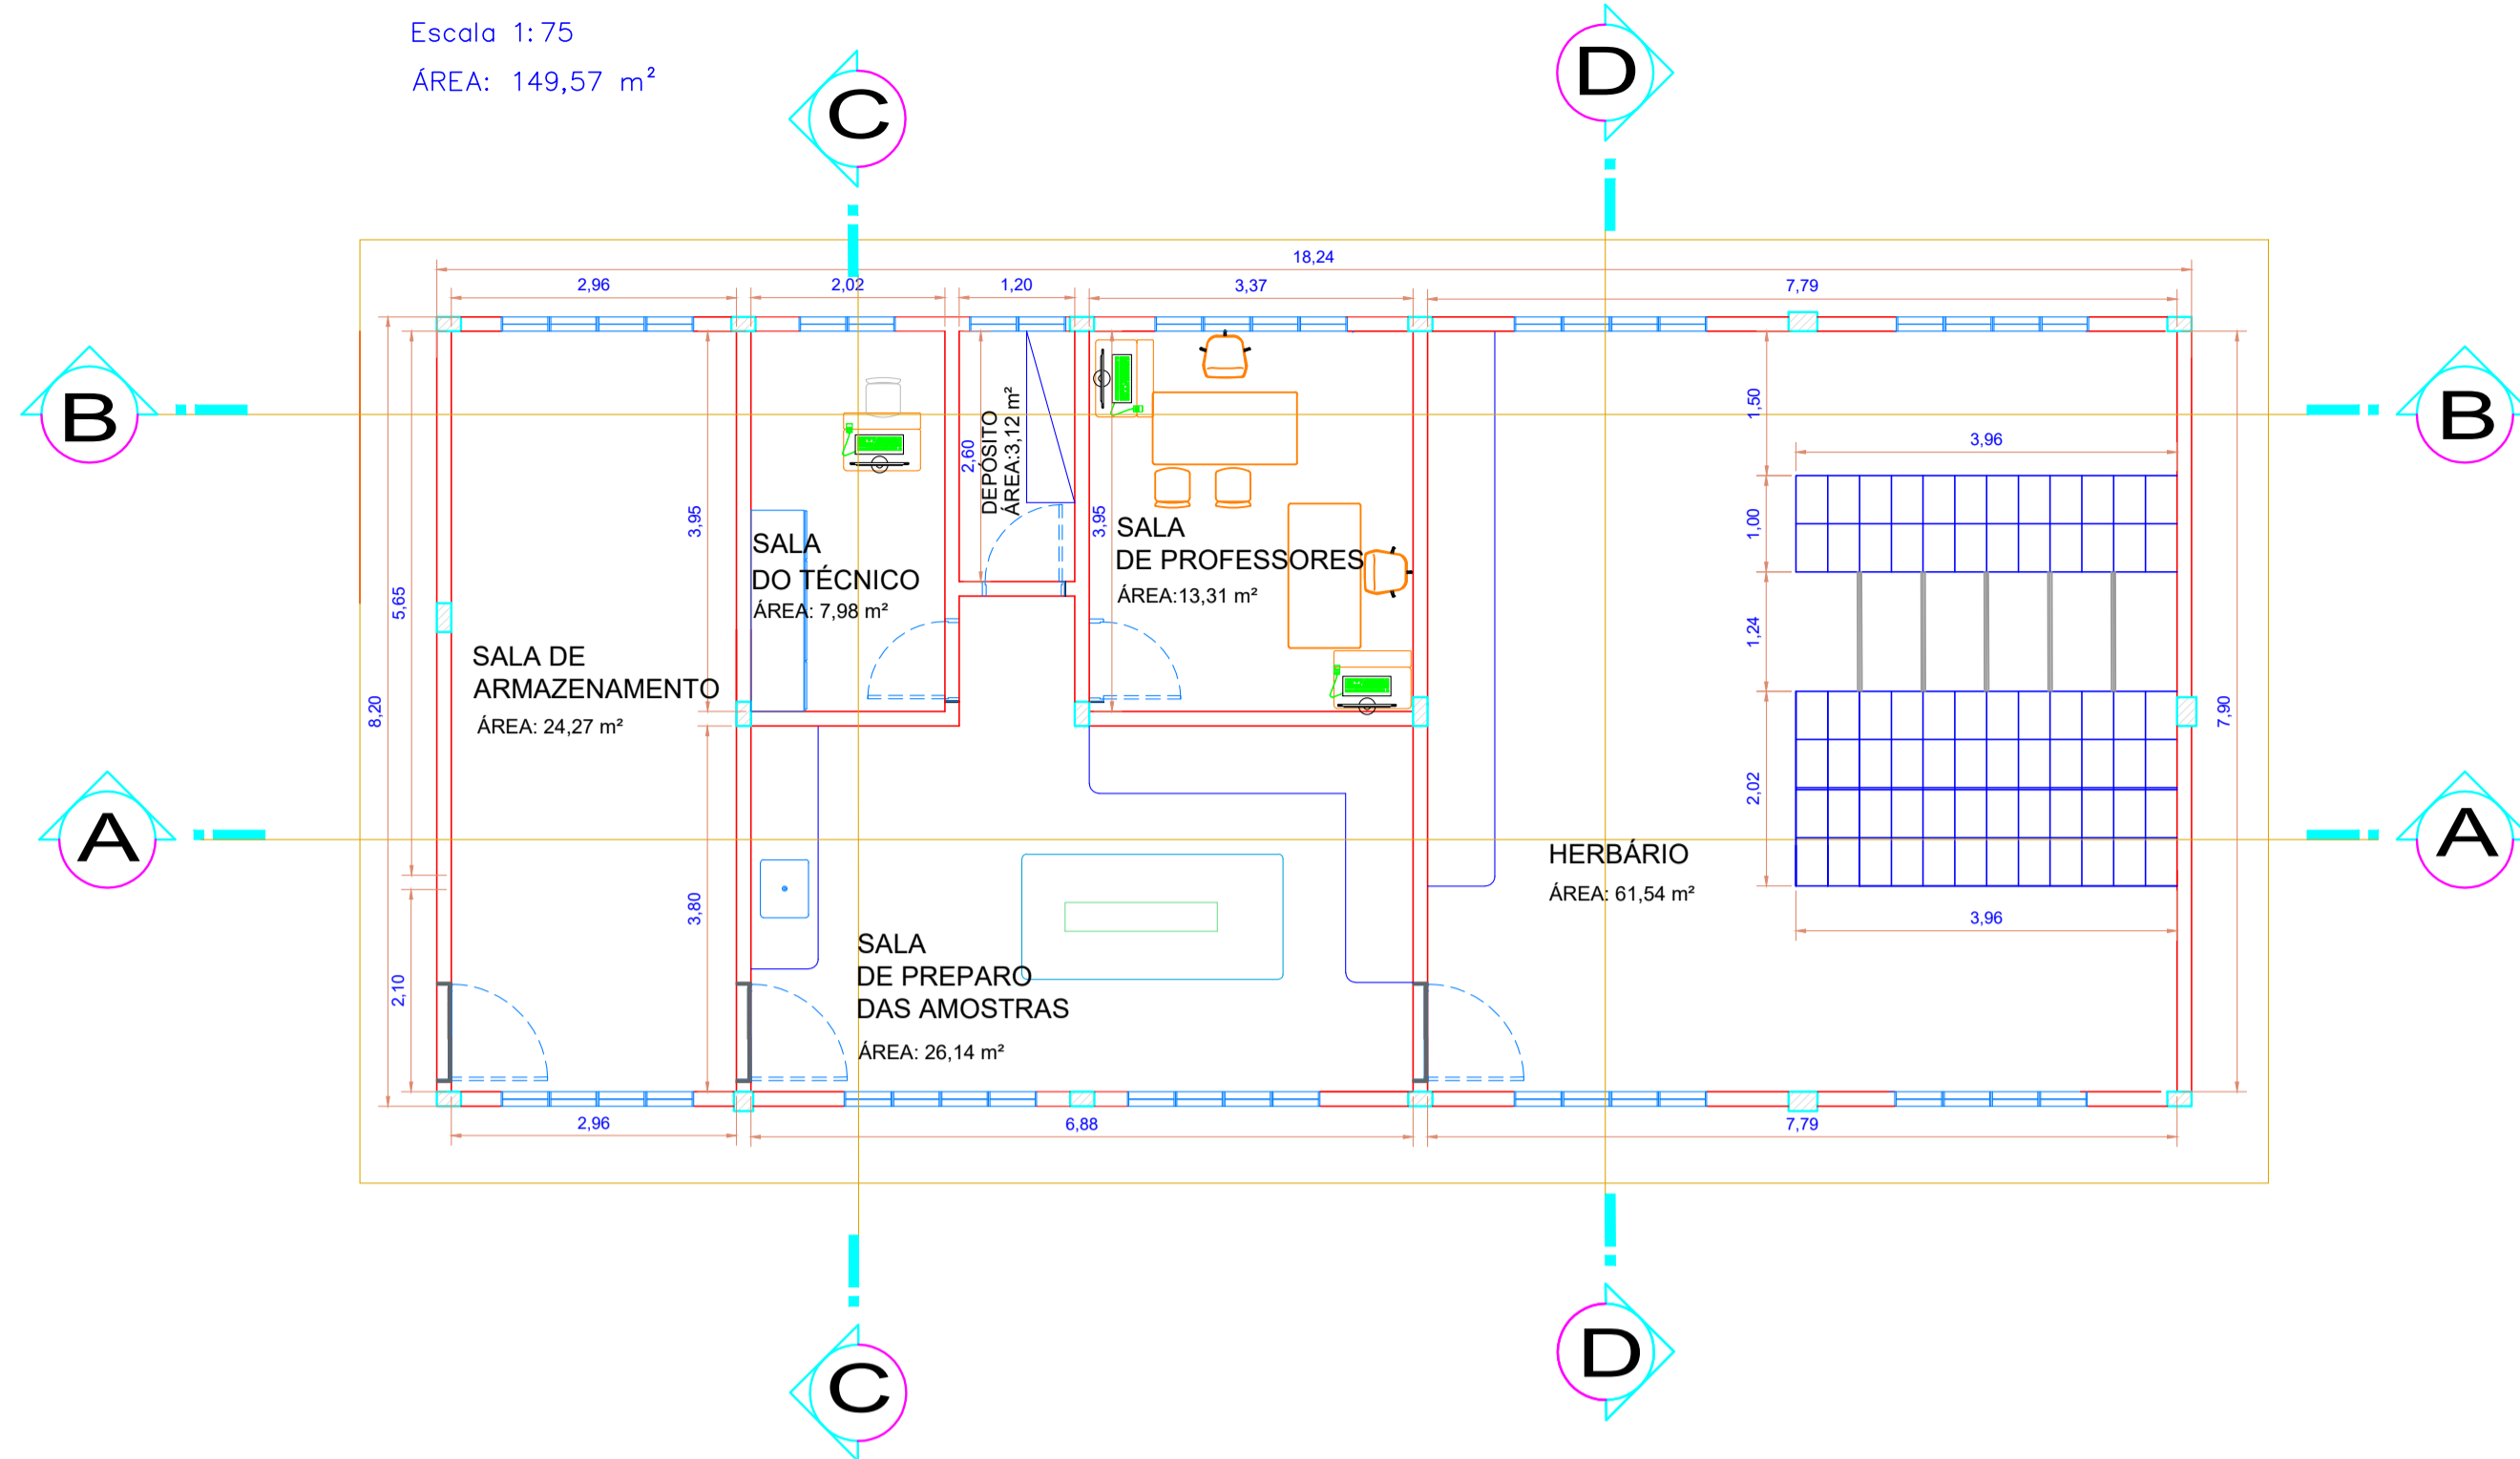 Escala 1:75
ÁREA: 149,57 m²
C
D
18,24
2,96
2,02
1,20
3,37
7,79
B
B
1,50
3,96
2,60
DEPÓSITO
ÁREA:3,12 m²
3,95
3,95
1,00
SALA
DO TÉCNICO
ÁREA: 7,98 m²
SALA
DE PROFESSORES
ÁREA:13,31 m²
5,65
1,24
SALA DE
ARMAZENAMENTO
ÁREA: 24,27 m²
8,20
7,90
2,02
A
A
HERBÁRIO
ÁREA: 61,54 m²
3,80
3,96
SALA
DE PREPARO
DAS AMOSTRAS
ÁREA: 26,14 m²
2,10
2,96
6,88
7,79
C
D